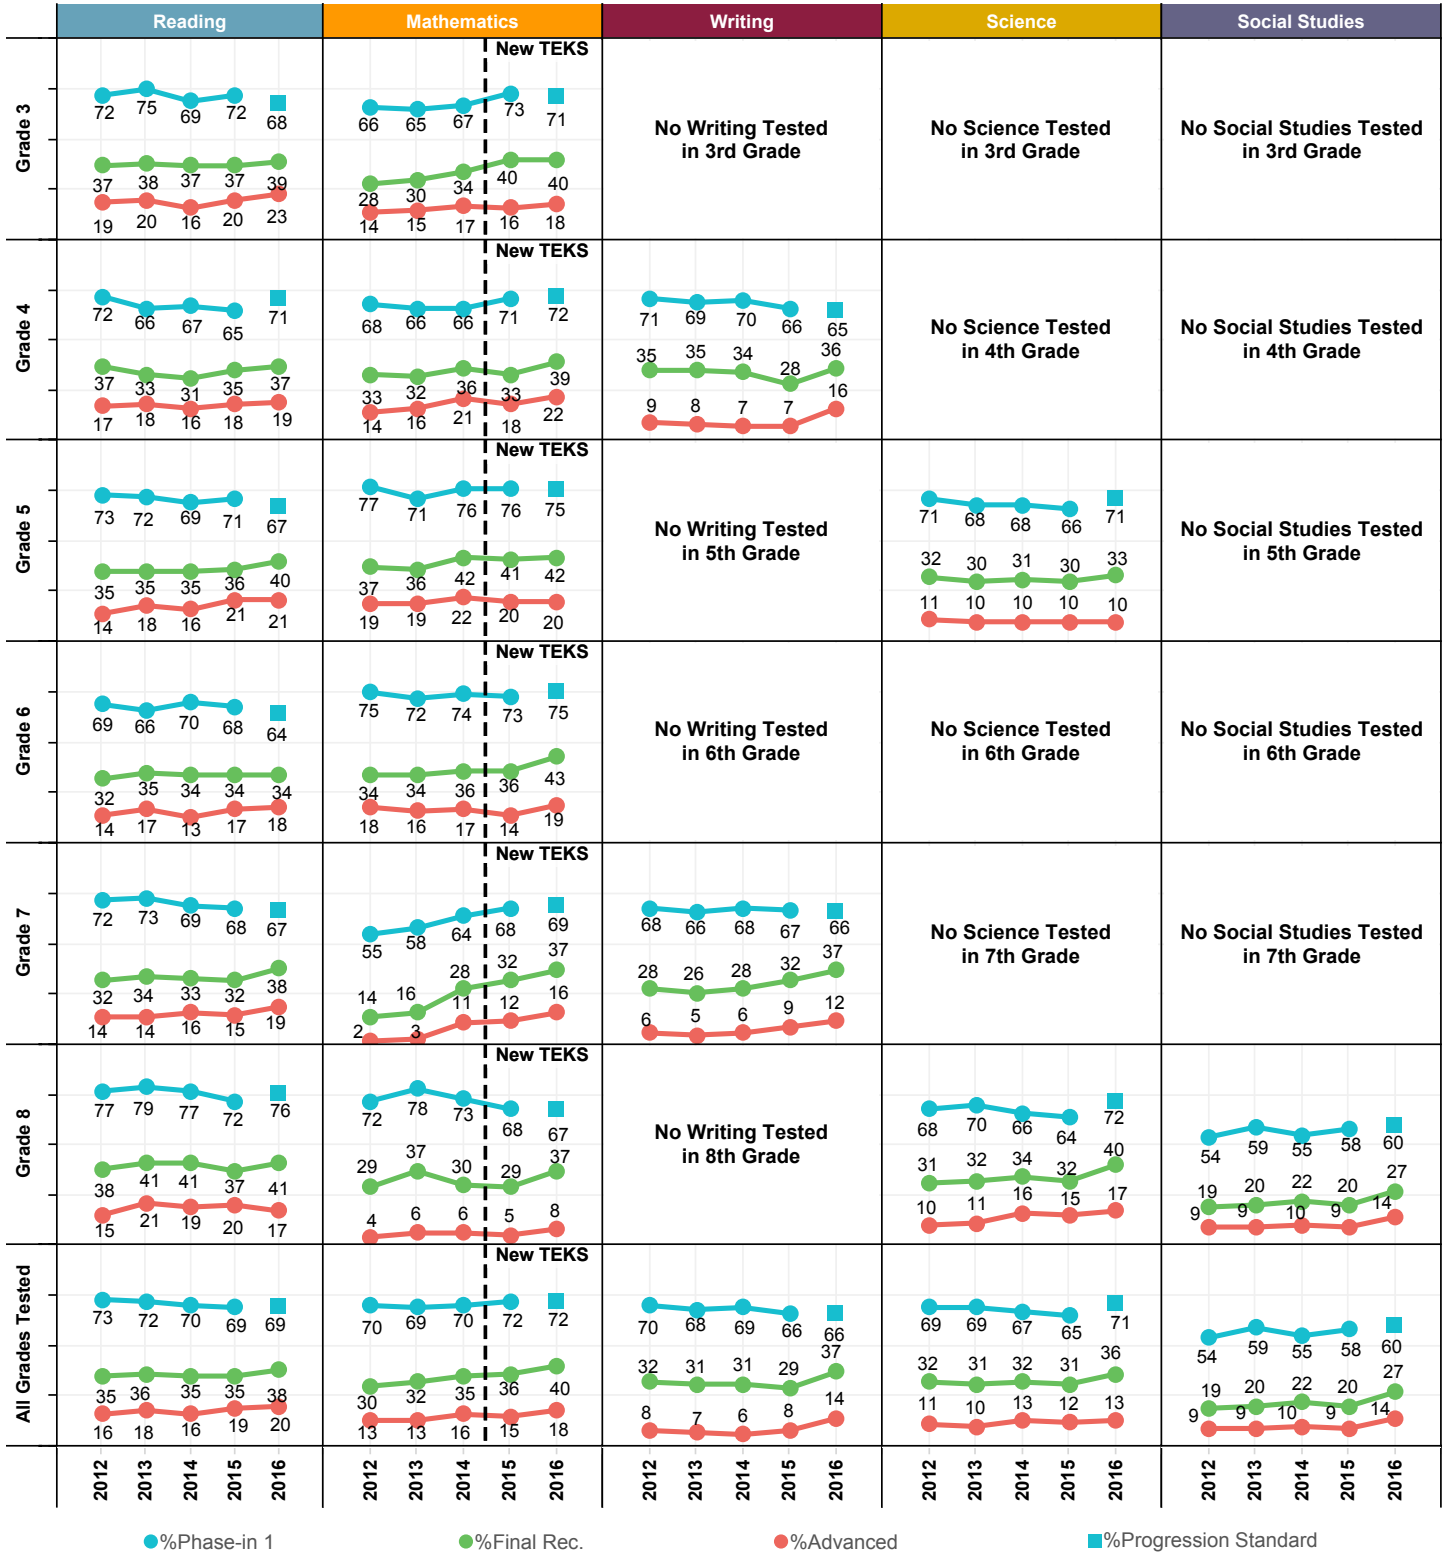 Reading Mathematics Writing Science Social Studies
Grade 3
New TEKS
72 75 69 72 68
37 38 37 37 39
19 20 16 20 23
66 65 67 73 71
28 30 34 40 40
14 15 17 16 18
No Writing Tested
in 3rd Grade
No Science Tested
in 3rd Grade
No Social Studies Tested
in 3rd Grade
Grade 4
New TEKS
72 66 67 65 71
37 33 31 35 37
17 18 16 18 19
68 66 66 71 72
33 32 36 33 39
14 16 21 18 22
71 69 70 66 65
35 35 34 28 36
9 8 7 7 16
No Science Tested
in 4th Grade
No Social Studies Tested
in 4th Grade
Grade 5
New TEKS
73 72 69 71 67
35 35 35 36 40
14 18 16 21 21
77 71 76 76 75
37 36 42 41 42
19 19 22 20 20
No Writing Tested
in 5th Grade
71 68 68 66 71
32 30 31 30 33
11 10 10 10 10
No Social Studies Tested
in 5th Grade
Grade 6
New TEKS
69 66 70 68 64
32 35 34 34 34
14 17 13 17 18
75 72 74 73 75
34 34 36 36 43
18 16 17 14 19
No Writing Tested
in 6th Grade
No Science Tested
in 6th Grade
No Social Studies Tested
in 6th Grade
Grade 7
New TEKS
72 73 69 68 67
32 34 33 32 38
14 14 16 15 19
55 58 64 68 69
14 16 28 32 37
2 3 11 12 16
68 66 68 67 66
28 26 28 32 37
6 5 6 9 12
No Science Tested
in 7th Grade
No Social Studies Tested
in 7th Grade
Grade 8
New TEKS
77 79 77 72 76
38 41 41 37 41
15 21 19 20 17
72 78 73 68 67
29 37 30 29 37
4 6 6 5 8
No Writing Tested
in 8th Grade
68 70 66 64 72
31 32 34 32 40
10 11 16 15 17
54 59 55 58 60
19 20 22 20 27
9 9 10 9 14
All Grades Tested
New TEKS
73 72 70 69 69
35 36 35 35 38
16 18 16 19 20
70 69 70 72 72
30 32 35 36 40
13 13 16 15 18
70 68 69 66 66
32 31 31 29 37
8 7 6 8 14
69 69 67 65 71
32 31 32 31 36
11 10 13 12 13
54 59 55 58 60
19 20 22 20 27
9 9 10 9 14
2012 2013 2014 2015 2016 2012 2013 2014 2015 2016 2012 2013 2014 2015 2016 2012 2013 2014 2015 2016 2012 2013 2014 2015 2016
%Phase-in 1 %Final Rec. %Advanced %Progression Standard